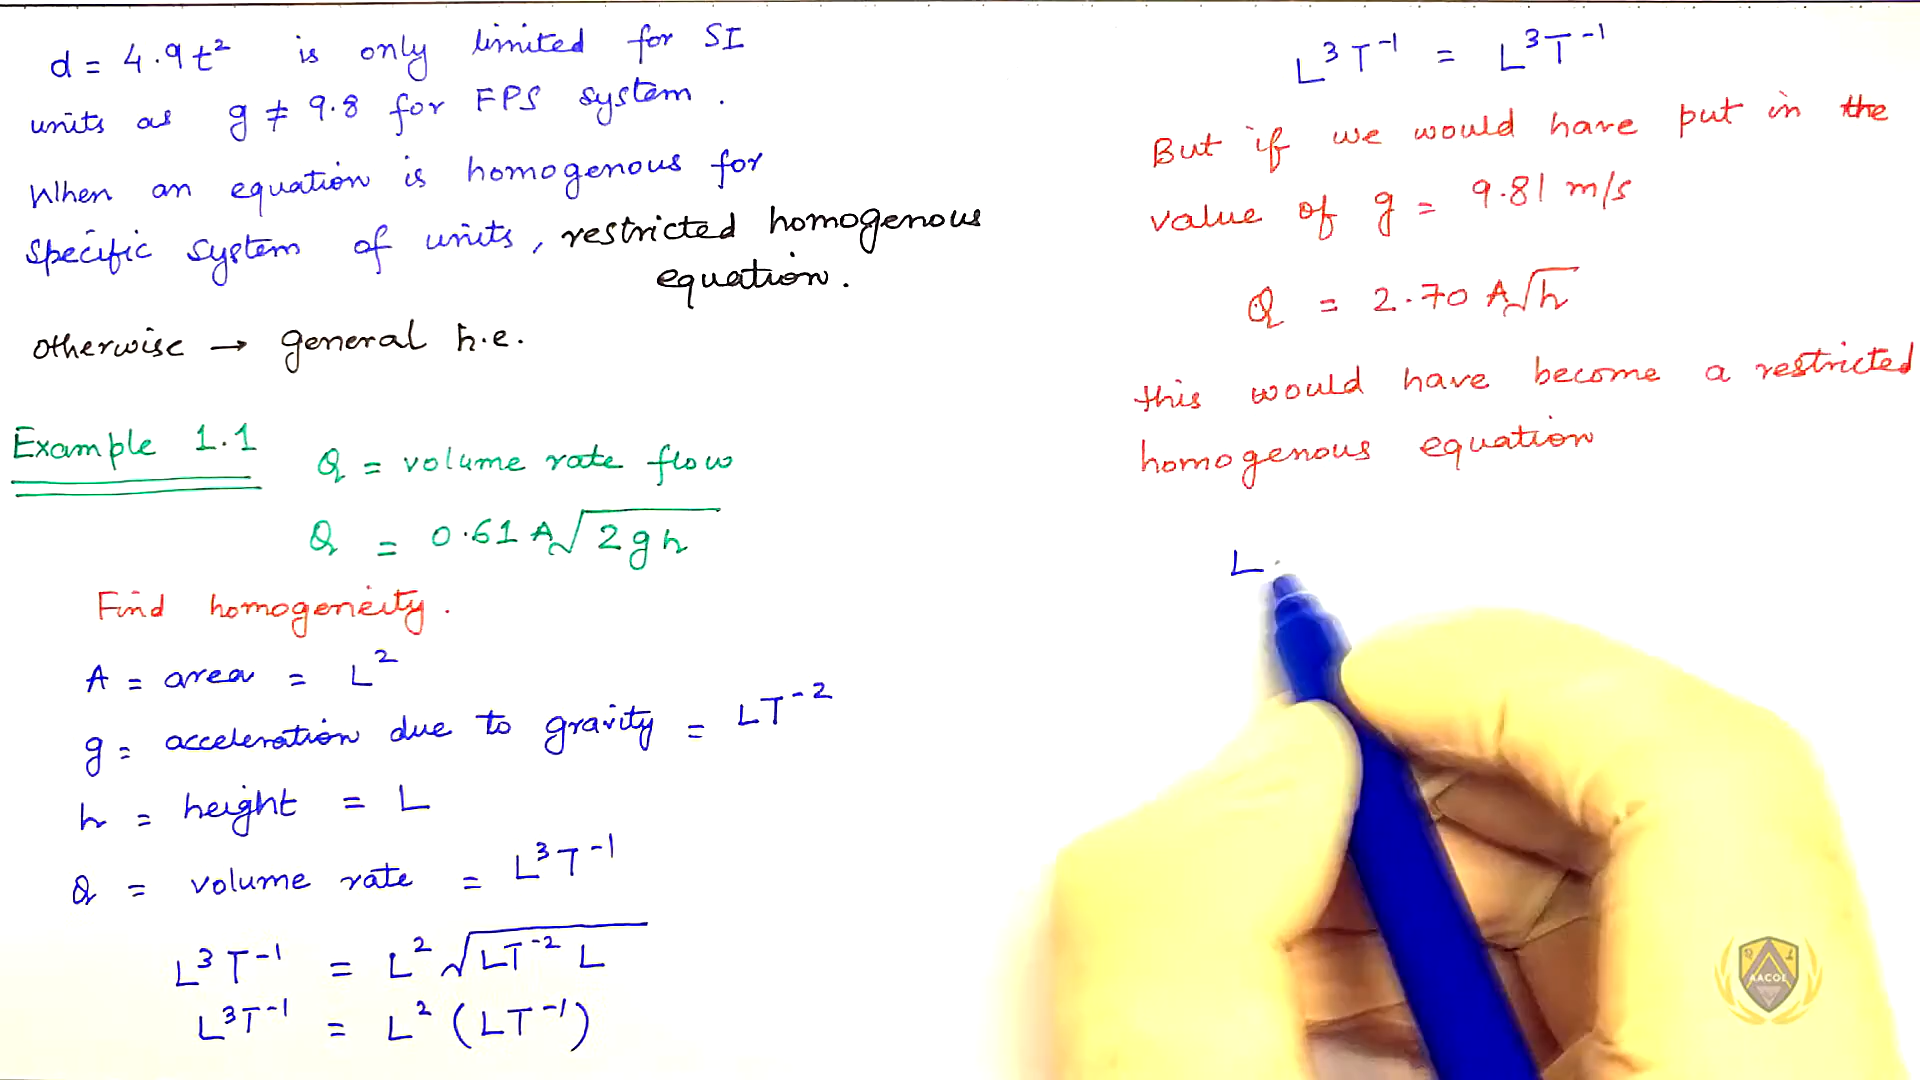 d = 4.9t² is only limited for SI
units as g ≠ 9.8 for FPS system.
When an equation is homogenous for
specific system of units, restricted homogenous
equation.
otherwise → general h.e.
Example 1.1
Q = volume rate flow
Q = 0.61 A√2gh
Find homogeneity.
A = area = L²
g = acceleration due to gravity = LT⁻²
h = height = L
Q = volume rate = L³T⁻¹
L³T⁻¹ = L²√LT⁻² L
L³T⁻¹ = L² (LT⁻¹)
L³T⁻¹ = L³T⁻¹
But if we would have put in the
value of g = 9.81 m/s
Q = 2.70 A√h
this would have become a restricted
homogenous equation
L
AACOE